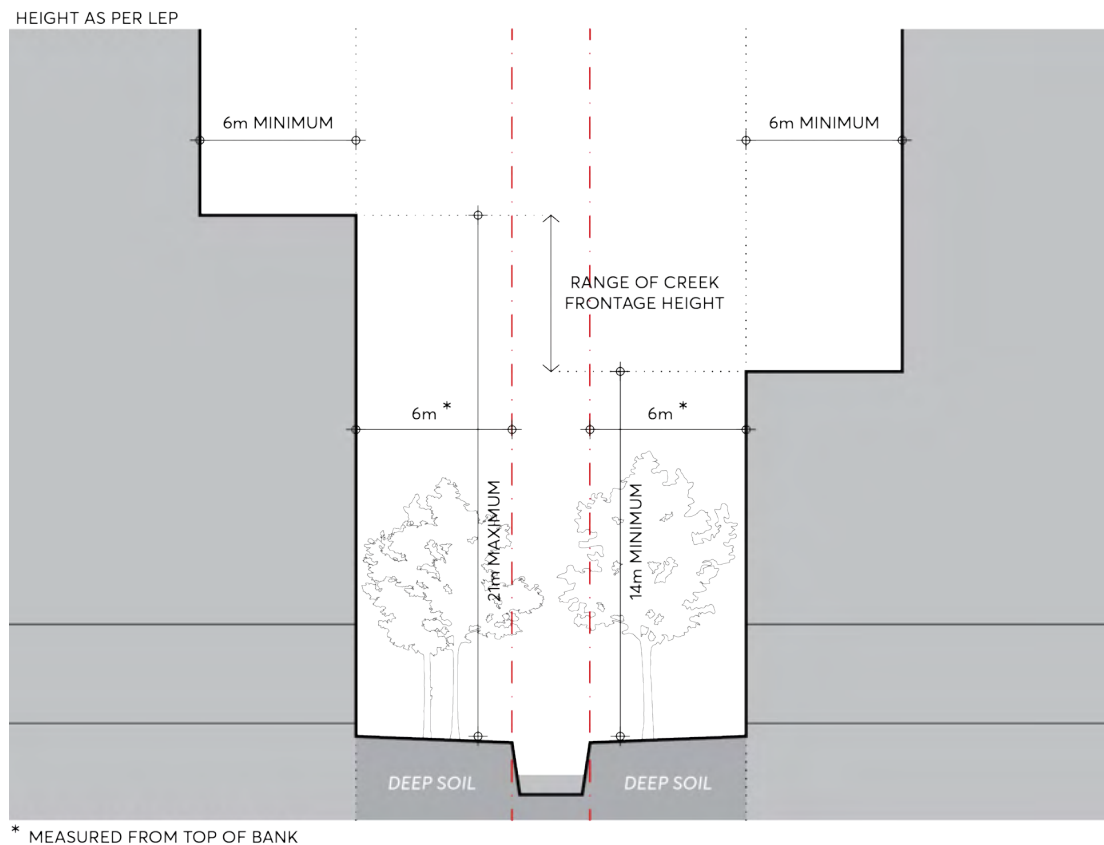 HEIGHT AS PER LEP
6m MINIMUM
6m MINIMUM
RANGE OF CREEK
FRONTAGE HEIGHT
6m *
6m *
21m MAXIMUM
14m MINIMUM
DEEP SOIL
DEEP SOIL
* MEASURED FROM TOP OF BANK